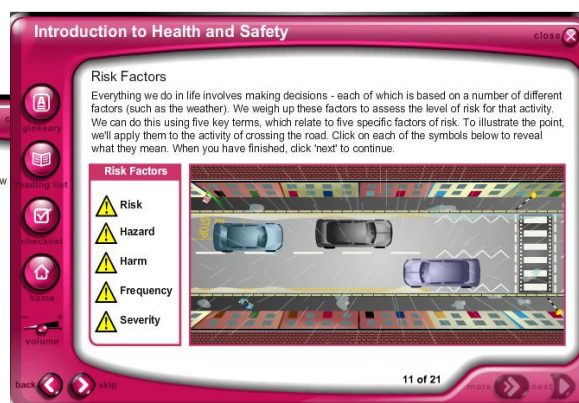 Introduction to Health and Safety
close
Risk Factors
Everything we do in life involves making decisions - each of which is based on a number of different
factors (such as the weather). We weigh up these factors to assess the level of risk for that activity.
We can do this using five key terms, which relate to five specific factors of risk. To illustrate the point,
we'll apply them to the activity of crossing the road. Click on each of the symbols below to reveal
what they mean. When you have finished, click 'next' to continue.
glossary
reading list
checklist
home
volume
Risk Factors
Risk
Hazard
Harm
Frequency
Severity
STOP
back
skip
11 of 21
more
next